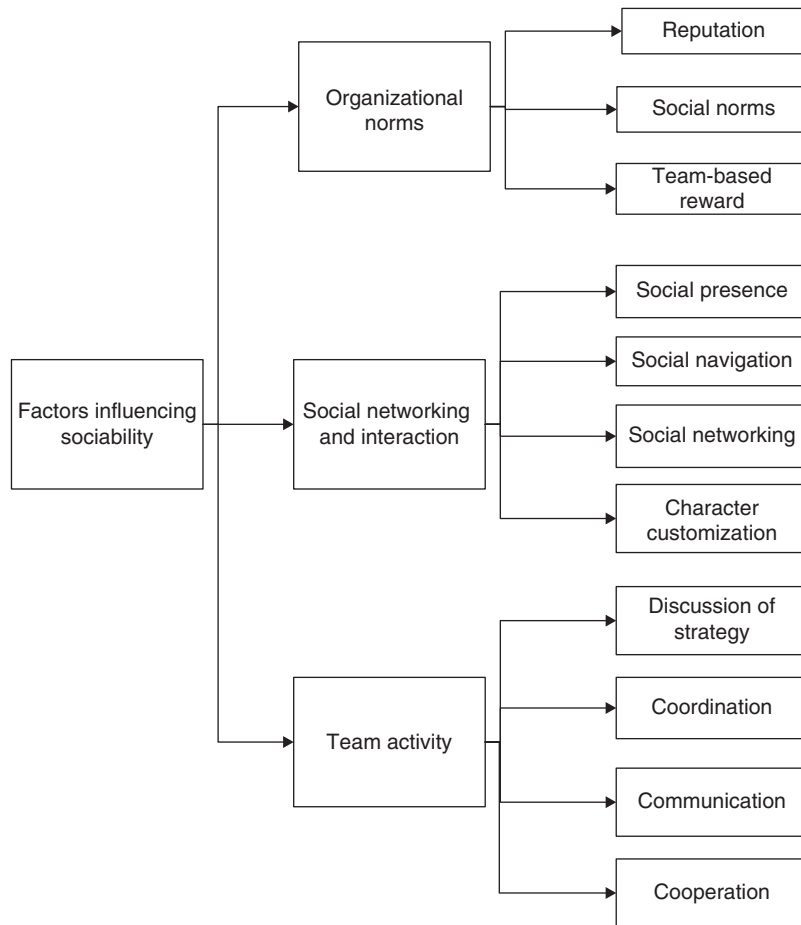 Factors influencing
sociability
Organizational
norms
Reputation
Social norms
Team-based
reward
Social networking
and interaction
Social presence
Social navigation
Social networking
Character
customization
Team activity
Discussion of
strategy
Coordination
Communication
Cooperation